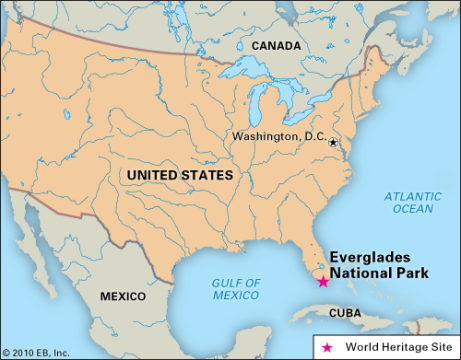 CANADA
Washington, D.C.
UNITED STATES
ATLANTIC
OCEAN
Everglades
National Park
GULF OF
MEXICO
MEXICO
CUBA
© 2010 EB, Inc.
World Heritage Site